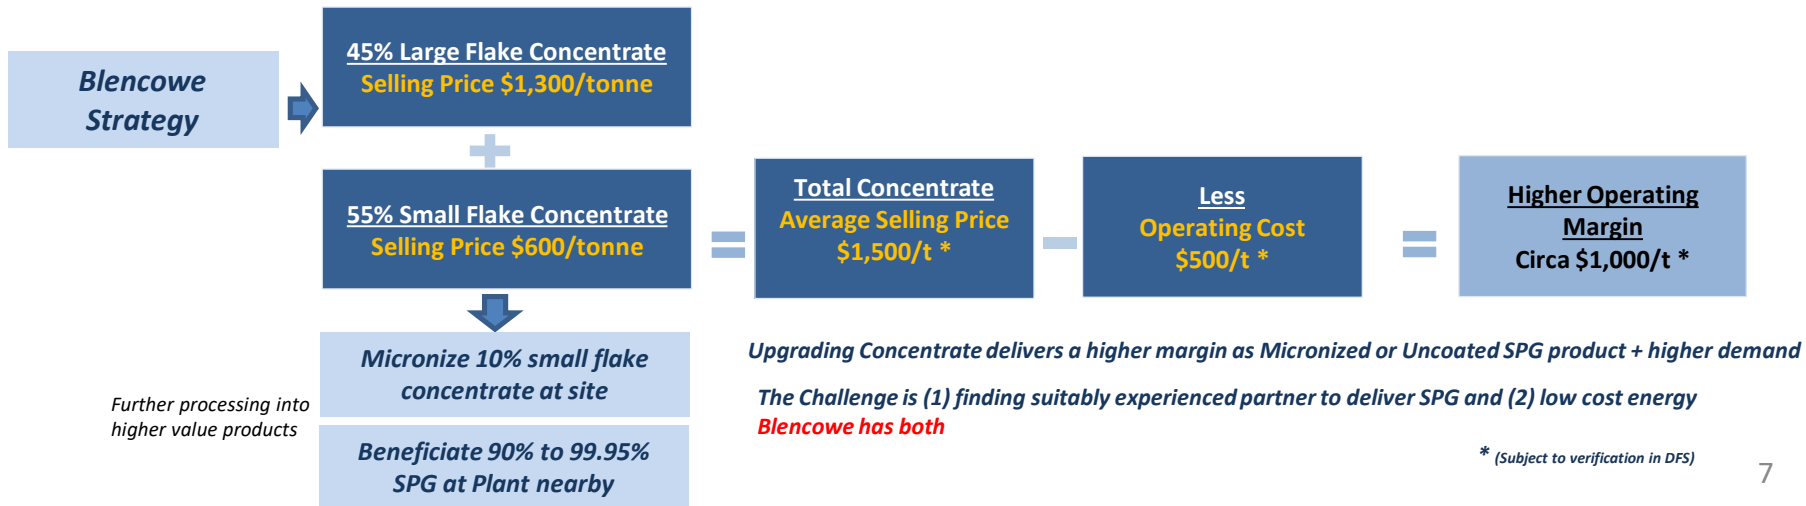 Blencowe
Strategy
45% Large Flake Concentrate
Selling Price $1,300/tonne
55% Small Flake Concentrate
Selling Price $600/tonne
Total Concentrate
Average Selling Price
$1,500/t *
Less
Operating Cost
$500/t *
Higher Operating
Margin
Circa $1,000/t *
Further processing into
higher value products
Micronize 10% small flake
concentrate at site
Beneficiate 90% to 99.95%
SPG at Plant nearby
Upgrading Concentrate delivers a higher margin as Micronized or Uncoated SPG product + higher demand
The Challenge is (1) finding suitably experienced partner to deliver SPG and (2) low cost energy
Blencowe has both
* (Subject to verification in DFS)
7